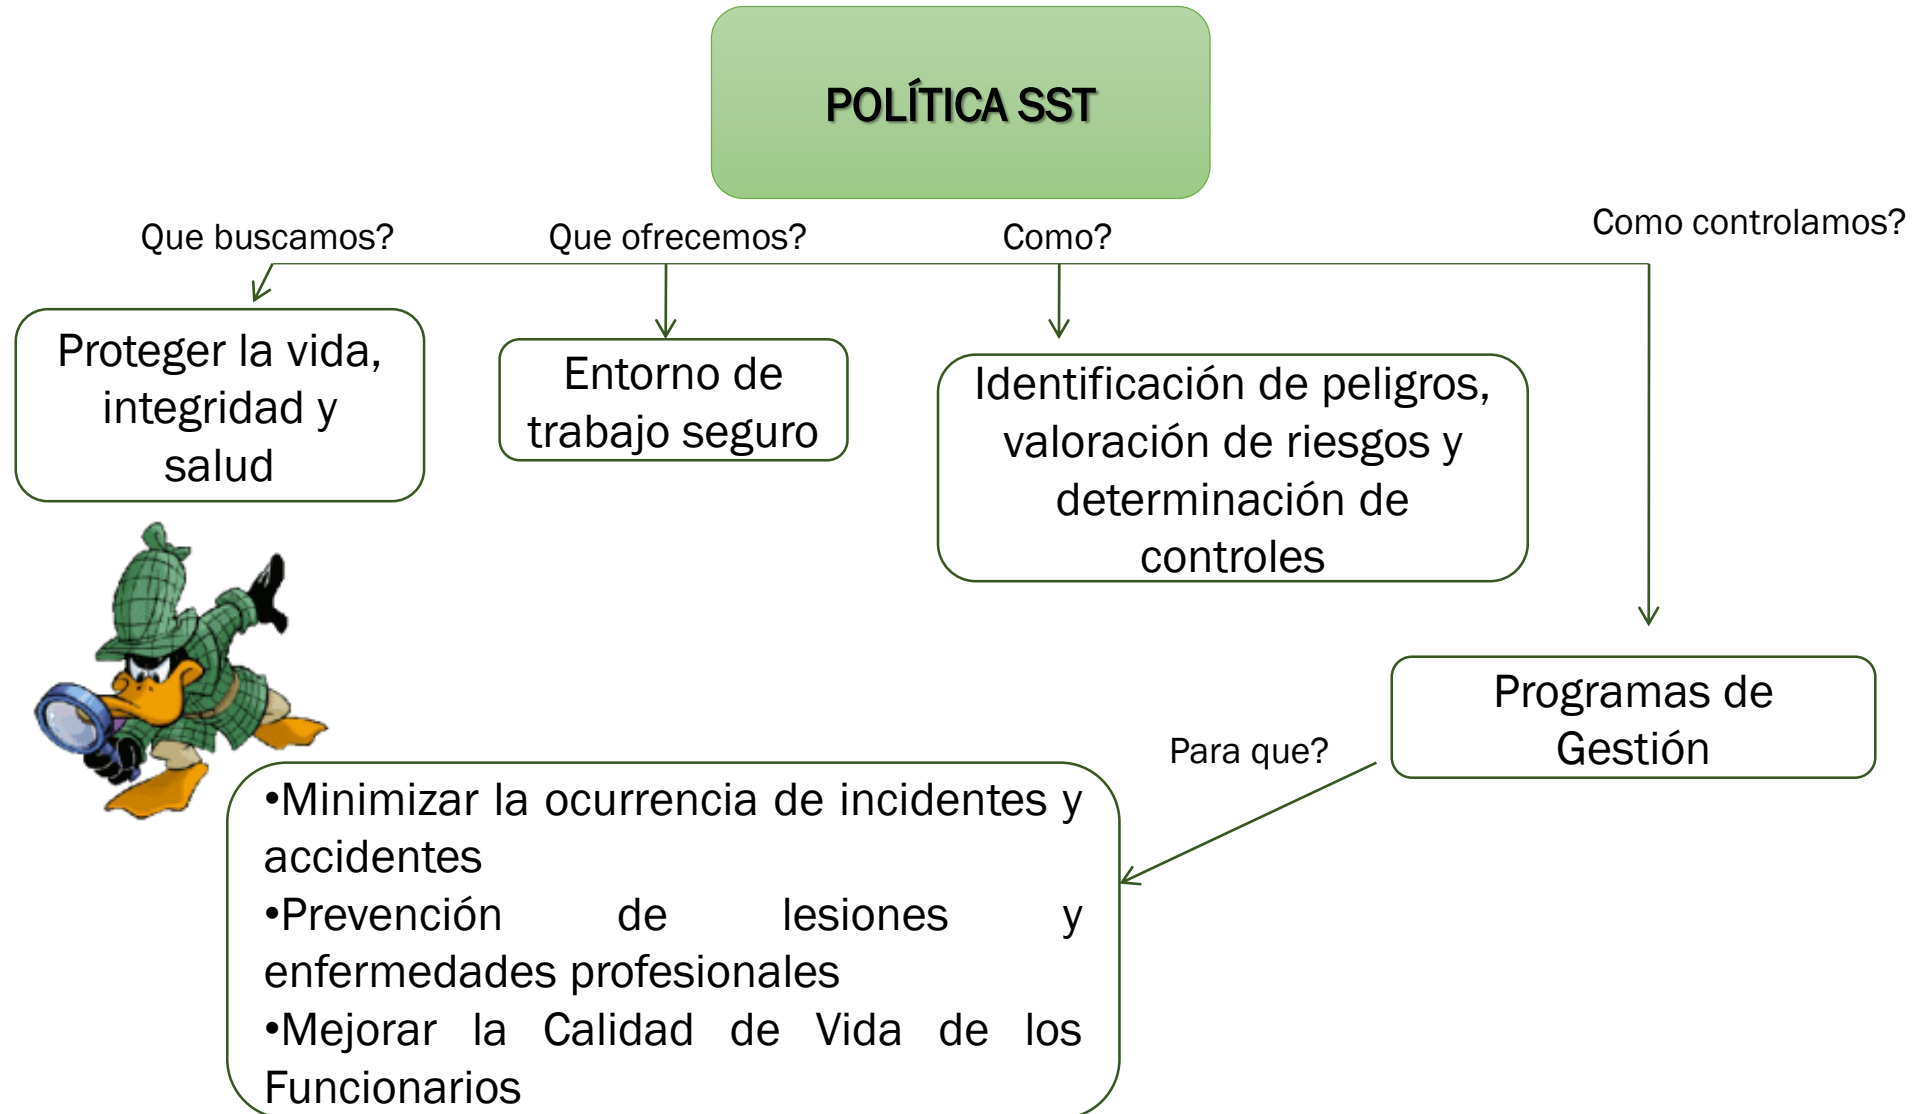 POLÍTICA SST
Que buscamos?
Que ofrecemos?
Como?
Como controlamos?
Proteger la vida,
integridad y
salud
Entorno de
trabajo seguro
Identificación de peligros,
valoración de riesgos y
determinación de
controles
Programas de
Gestión
Para que?
•Minimizar la ocurrencia de incidentes y
accidentes
•Prevención de lesiones y
enfermedades profesionales
•Mejorar la Calidad de Vida de los
Funcionarios